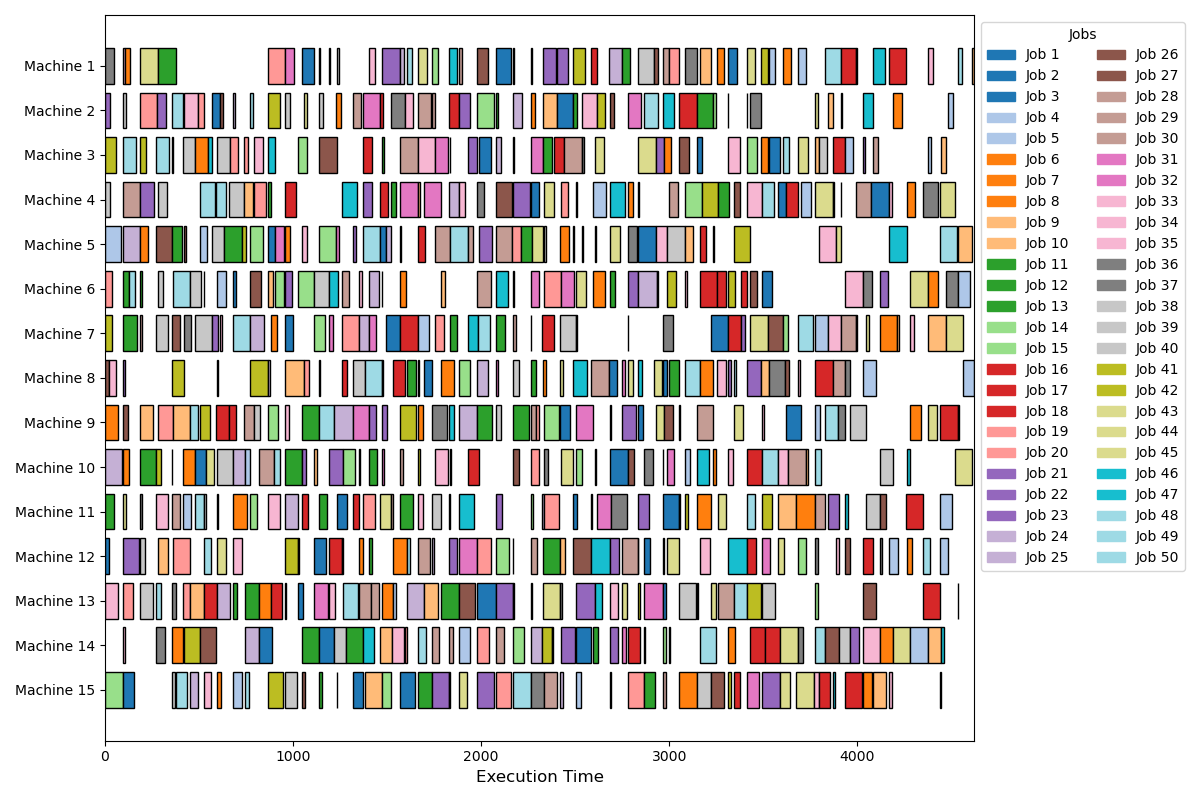 Machine 1
Machine 2
Machine 3
Machine 4
Machine 5
Machine 6
Machine 7
Machine 8
Machine 9
Machine 10
Machine 11
Machine 12
Machine 13
Machine 14
Machine 15
0 1000 2000 3000 4000
Execution Time
Jobs
Job 1
Job 2
Job 3
Job 4
Job 5
Job 6
Job 7
Job 8
Job 9
Job 10
Job 11
Job 12
Job 13
Job 14
Job 15
Job 16
Job 17
Job 18
Job 19
Job 20
Job 21
Job 22
Job 23
Job 24
Job 25
Job 26
Job 27
Job 28
Job 29
Job 30
Job 31
Job 32
Job 33
Job 34
Job 35
Job 36
Job 37
Job 38
Job 39
Job 40
Job 41
Job 42
Job 43
Job 44
Job 45
Job 46
Job 47
Job 48
Job 49
Job 50